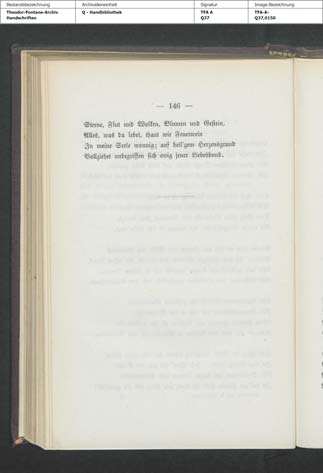 Bestandsbezeichnung Archivalieneinheit Signatur Image Bezeichnung
Theodor-Fontane-Archiv Q - Handbibliothek TFA A TFA-A-
Handschriften Q37 Q37,0150
— 146 —
Sterne, Flut und Wolken, Blumen und Gestein,
Alles, was da lebet, thaut wie Feuerwein
In meine Seele wonnig; auf heil'gem Herzensgrund
Vollziehet unbegriffen sich ewig jener Liebesbund.